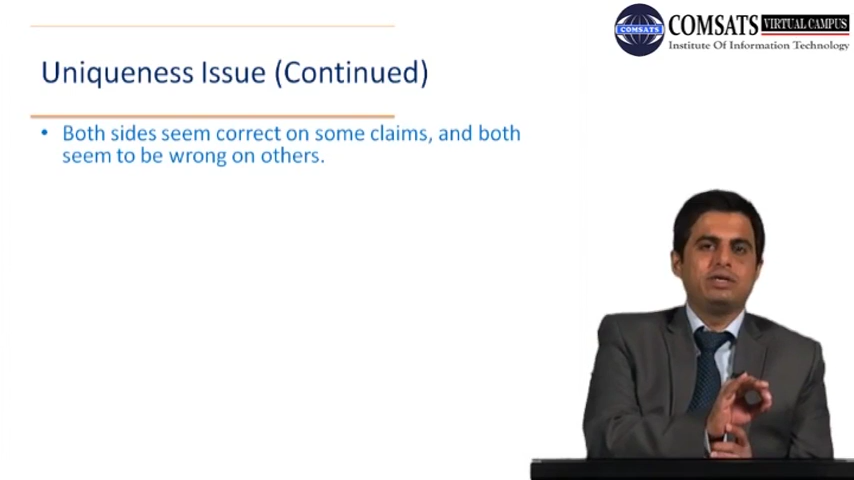 COMSATS VIRTUAL CAMPUS
COMSATS
Institute Of Information Technology
Uniqueness Issue (Continued)
• Both sides seem correct on some claims, and both
seem to be wrong on others.